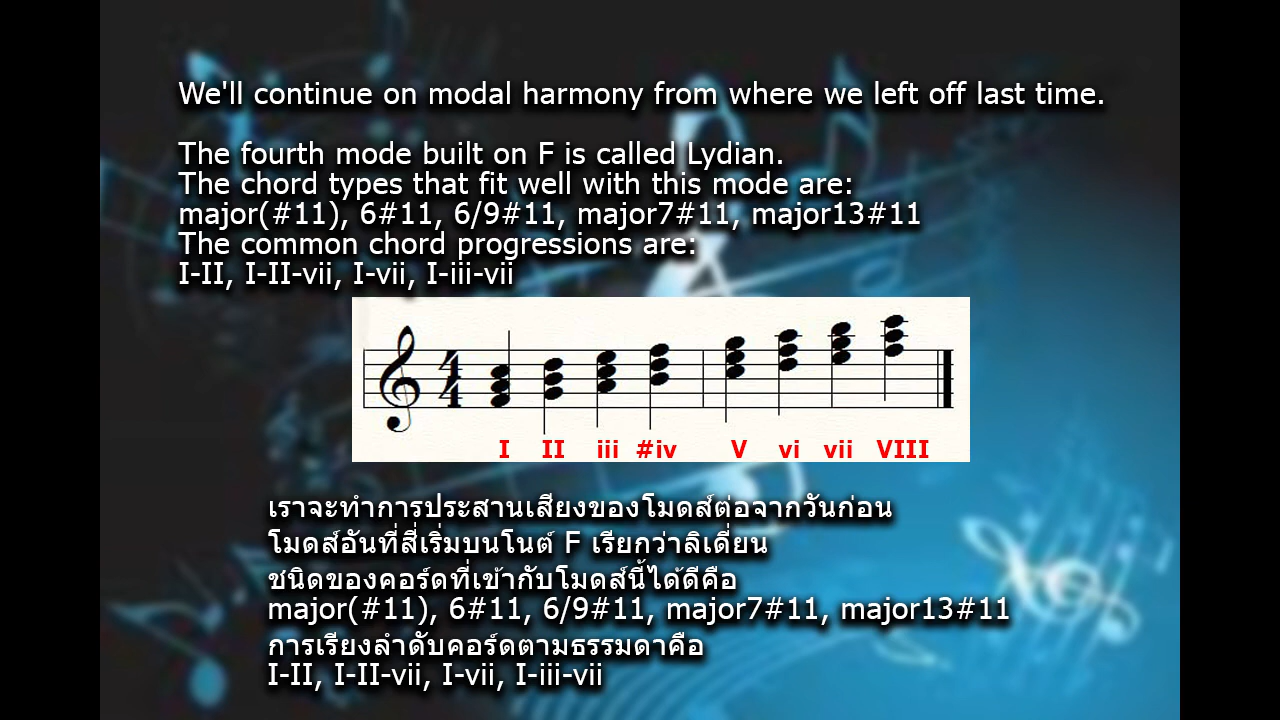 We'll continue on modal harmony from where we left off last time.
The fourth mode built on F is called Lydian.
The chord types that fit well with this mode are:
major(#11), 6#11, 6/9#11, major7#11, major13#11
The common chord progressions are:
I-II, I-II-vii, I-vii, I-iii-vii
4
4
I II iii #iv V vi vii VIII
เราจะทำการประสานเสียงของโมดส์ต่อจากวันก่อน
โมดส์อันที่สี่เริ่มบนโนต์ F เรียกว่าลิเดี่ยน
ชนิดของคอร์ดที่เข้ากับโมดส์นี้ได้ดีคือ
major(#11), 6#11, 6/9#11, major7#11, major13#11
การเรียงลำดับคอร์ดตามธรรมดาคือ
I-II, I-II-vii, I-vii, I-iii-vii